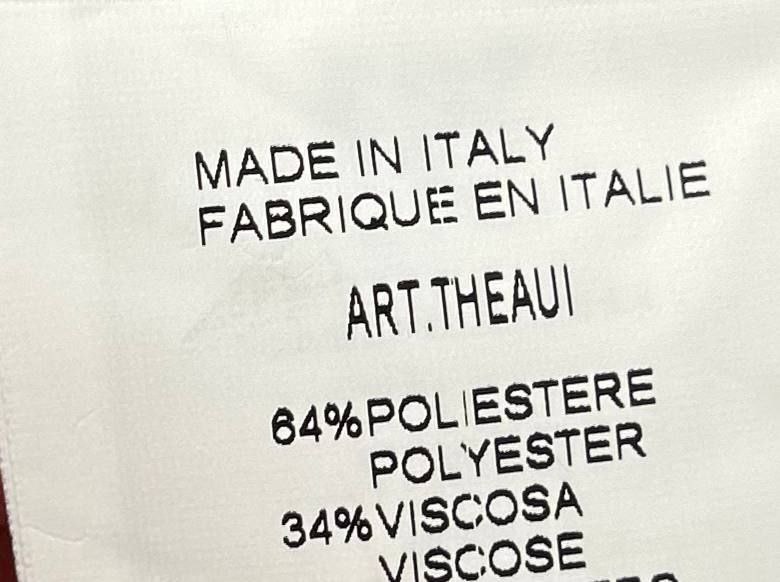 MADE IN ITALY
FABRIQUE EN ITALIE
ART.THEAUI
64% POLIESTERE
POLYESTER
34% VISCOSA
VISCOSE